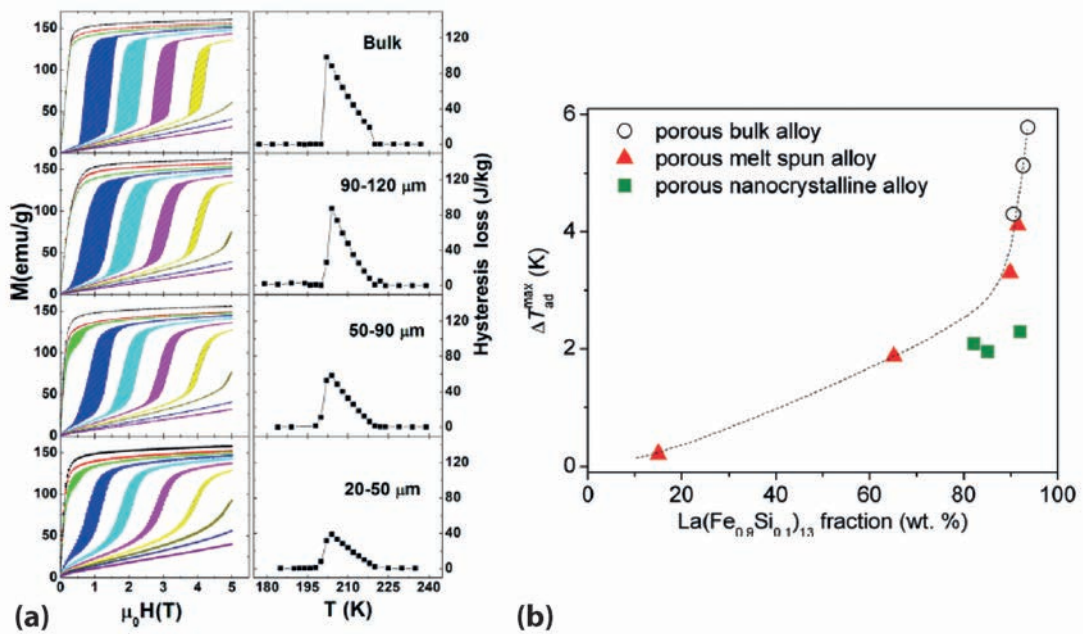 150
100
50
0
Bulk
120
80
40
0
150
100
50
0
90-120 μm
120
80
40
0
150
100
50
0
50-90 μm
120
80
40
0
150
100
50
0
20-50 μm
120
80
40
0
M(emu/g)
Hysteresis loss (J/kg)
0 1 2 3 4 5
180 195 210 225 240
μ₀H(T)
T (K)
(a)
6
4
2
0
ΔT_ad^max (K)
porous bulk alloy
porous melt spun alloy
porous nanocrystalline alloy
0 20 40 60 80 100
La(Fe₀.₉Si₀.₁)₁₃ fraction (wt. %)
(b)